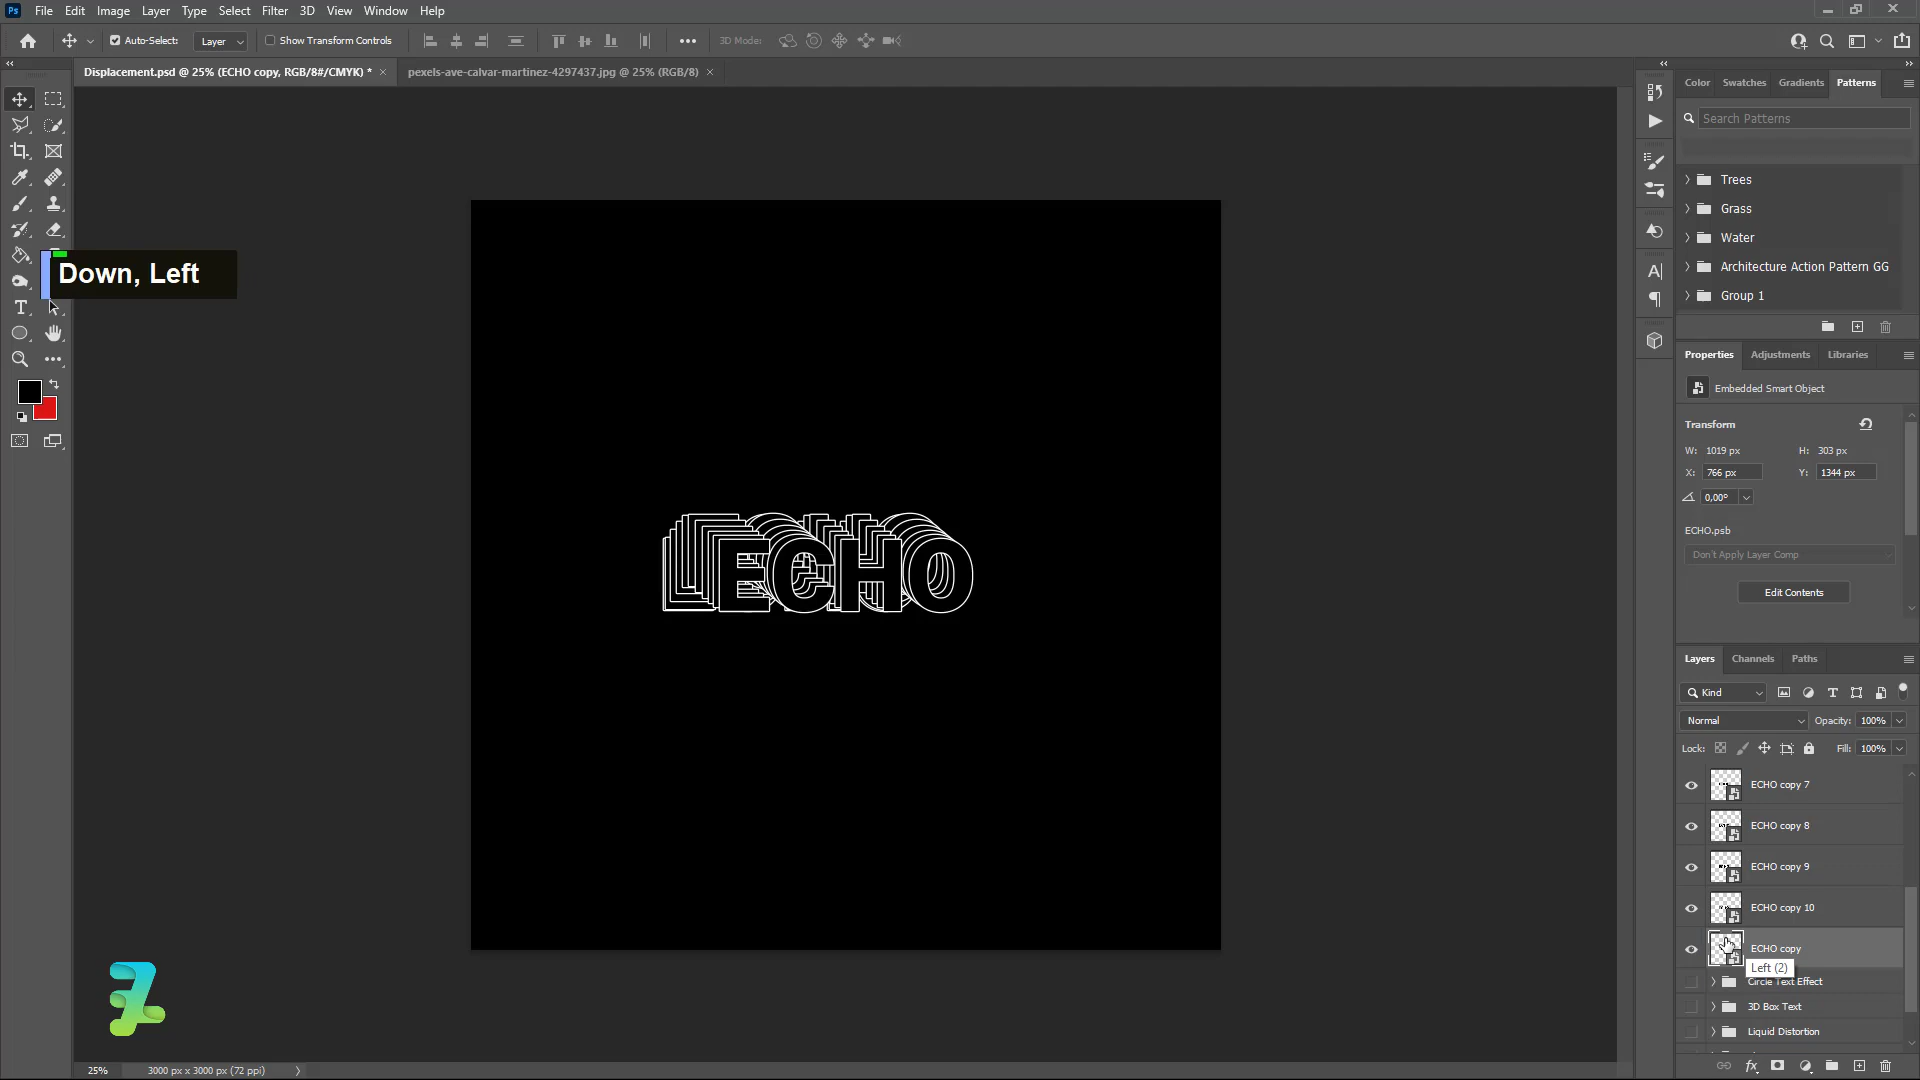 Ps File Edit Image Layer Type Select Filter 3D View Window Help
Auto-Select: Layer Show Transform Controls 3D Mode:
Displacement.psd @ 25% (ECHO copy, RGB/8#/CMYK) * pexels-ave-calvar-martinez-4297437.jpg @ 25% (RGB/8)
Color Swatches Gradients Patterns
Search Patterns
Trees
Grass
Water
Architecture Action Pattern GG
Group 1
Down, Left
ECHO
Properties Adjustments Libraries
Embedded Smart Object
Transform
W: 1019 px H: 303 px
X: 766 px Y: 1344 px
0,00°
ECHO.psb
Don't Apply Layer Comp
Edit Contents
Layers Channels Paths
Kind
Normal Opacity: 100%
Lock: Fill: 100%
ECHO copy 7
ECHO copy 8
ECHO copy 9
ECHO copy 10
ECHO copy
Left (2)
Circle Text Effect
3D Box Text
Liquid Distortion
25% 3000 px x 3000 px (72 ppi)